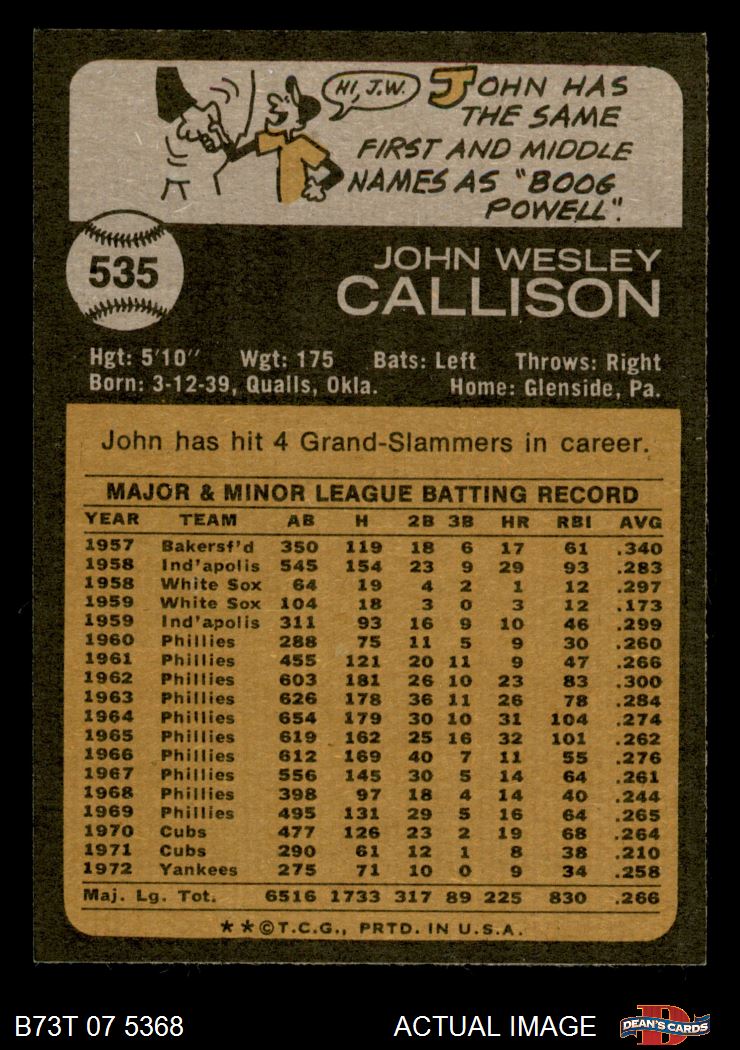 HI, J.W.
JOHN HAS
THE SAME
FIRST AND MIDDLE
NAMES AS "BOOG
POWELL".
535
JOHN WESLEY
CALLISON
Hgt: 5'10" Wgt: 175 Bats: Left Throws: Right
Born: 3-12-39, Qualls, Okla. Home: Glenside, Pa.
John has hit 4 Grand-Slammers in career.
MAJOR & MINOR LEAGUE BATTING RECORD
YEAR TEAM AB H 2B 3B HR RBI AVG
1957 Bakersf'd 350 119 18 6 17 61 .340
1958 Ind'apolis 545 154 23 9 29 93 .283
1958 White Sox 64 19 4 2 1 12 .297
1959 White Sox 104 18 3 0 3 12 .173
1959 Ind'apolis 311 93 16 9 10 46 .299
1960 Phillies 288 75 11 5 9 30 .260
1961 Phillies 455 121 20 11 9 47 .266
1962 Phillies 603 181 26 10 23 83 .300
1963 Phillies 626 178 36 11 26 78 .284
1964 Phillies 654 179 30 10 31 104 .274
1965 Phillies 619 162 25 16 32 101 .262
1966 Phillies 612 169 40 7 11 55 .276
1967 Phillies 556 145 30 5 14 64 .261
1968 Phillies 398 97 18 4 14 40 .244
1969 Phillies 495 131 29 5 16 64 .265
1970 Cubs 477 126 23 2 19 68 .264
1971 Cubs 290 61 12 1 8 38 .210
1972 Yankees 275 71 10 0 9 34 .258
Maj. Lg. Tot. 6516 1733 317 89 225 830 .266
★★©T.C.G., PRTD. IN U.S.A.
B73T 07 5368 ACTUAL IMAGE
D
DEAN'S CARDS